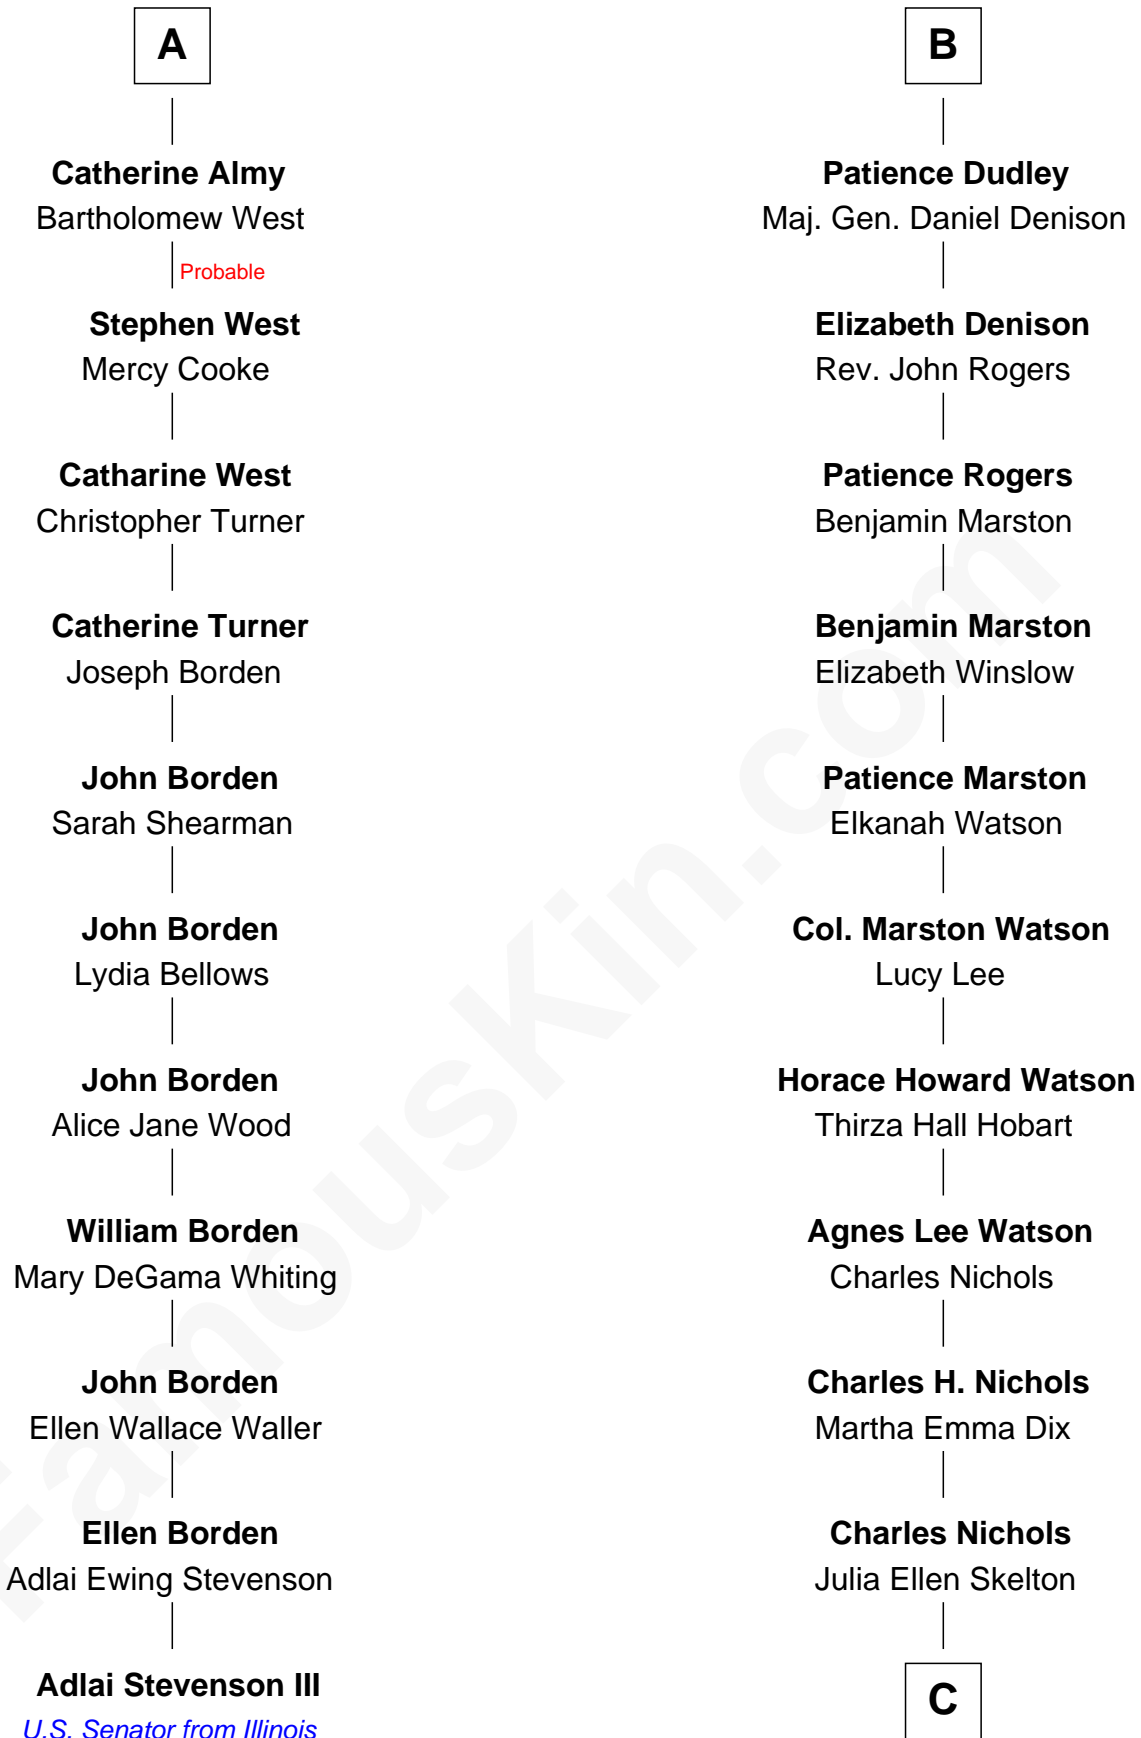 A
Catherine Almy
Bartholomew West
Probable
Stephen West
Mercy Cooke
Catharine West
Christopher Turner
Catherine Turner
Joseph Borden
John Borden
Sarah Shearman
John Borden
Lydia Bellows
John Borden
Alice Jane Wood
William Borden
Mary DeGama Whiting
John Borden
Ellen Wallace Waller
Ellen Borden
Adlai Ewing Stevenson
Adlai Stevenson III
U.S. Senator from Illinois
B
Patience Dudley
Maj. Gen. Daniel Denison
Elizabeth Denison
Rev. John Rogers
Patience Rogers
Benjamin Marston
Benjamin Marston
Elizabeth Winslow
Patience Marston
Elkanah Watson
Col. Marston Watson
Lucy Lee
Horace Howard Watson
Thirza Hall Hobart
Agnes Lee Watson
Charles Nichols
Charles H. Nichols
Martha Emma Dix
Charles Nichols
Julia Ellen Skelton
C
FamousKin.com